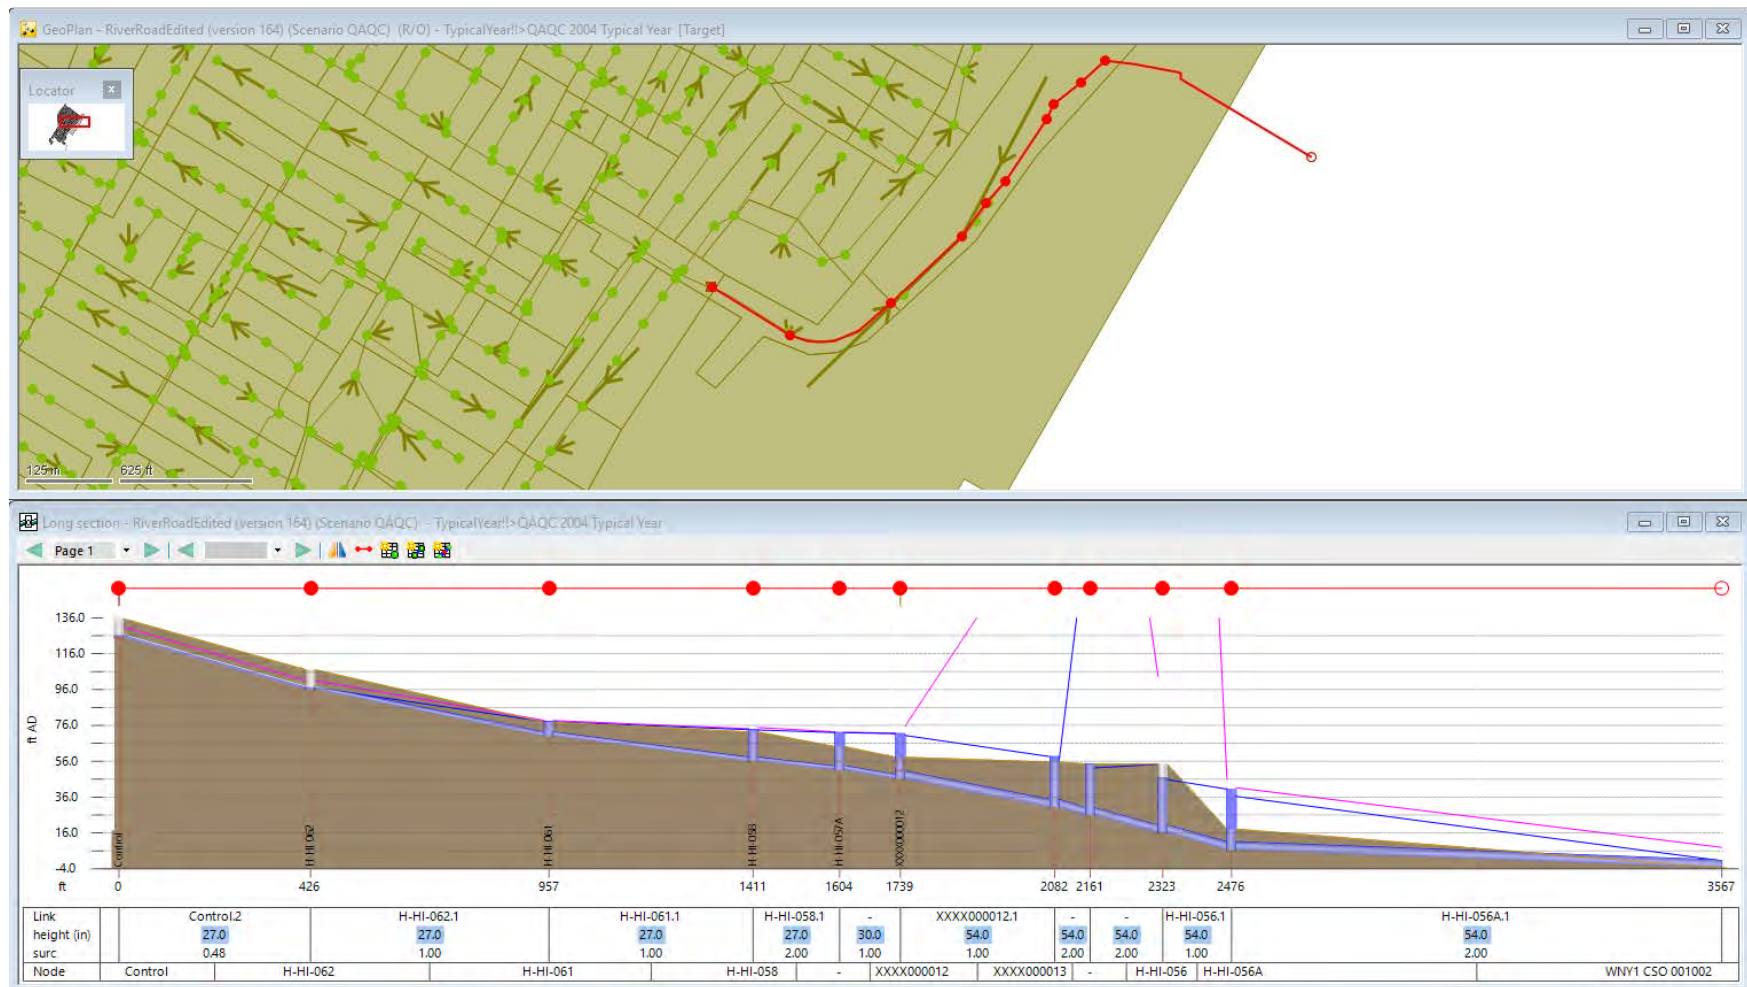 GeoPlan - RiverRoadEdited (version 164) (Scenario QAQC) (R/O) - TypicalYear!!>QAQC 2004 Typical Year [Target]
Locator
125 m 625 ft
Long section - RiverRoadEdited (version 164) (Scenario QAQC) - TypicalYear!!>QAQC 2004 Typical Year
Page 1
136.0
116.0
96.0
76.0
ft AD
56.0
36.0
16.0
-4.0
Control
H-HI-062
H-HI-061
H-HI-058
H-HI-057A
XXXX000012
ft 0 426 957 1411 1604 1739 2082 2161 2323 2476 3567
Link Control.2 H-HI-062.1 H-HI-061.1 H-HI-058.1 - XXXX000012.1 - - H-HI-056.1 H-HI-056A.1
height (in) 27.0 27.0 27.0 27.0 30.0 54.0 54.0 54.0 54.0 54.0
surc 0.48 1.00 1.00 2.00 1.00 1.00 2.00 2.00 1.00 2.00
Node Control H-HI-062 H-HI-061 H-HI-058 - XXXX000012 XXXX000013 - H-HI-056 H-HI-056A WNY1 CSO 001002